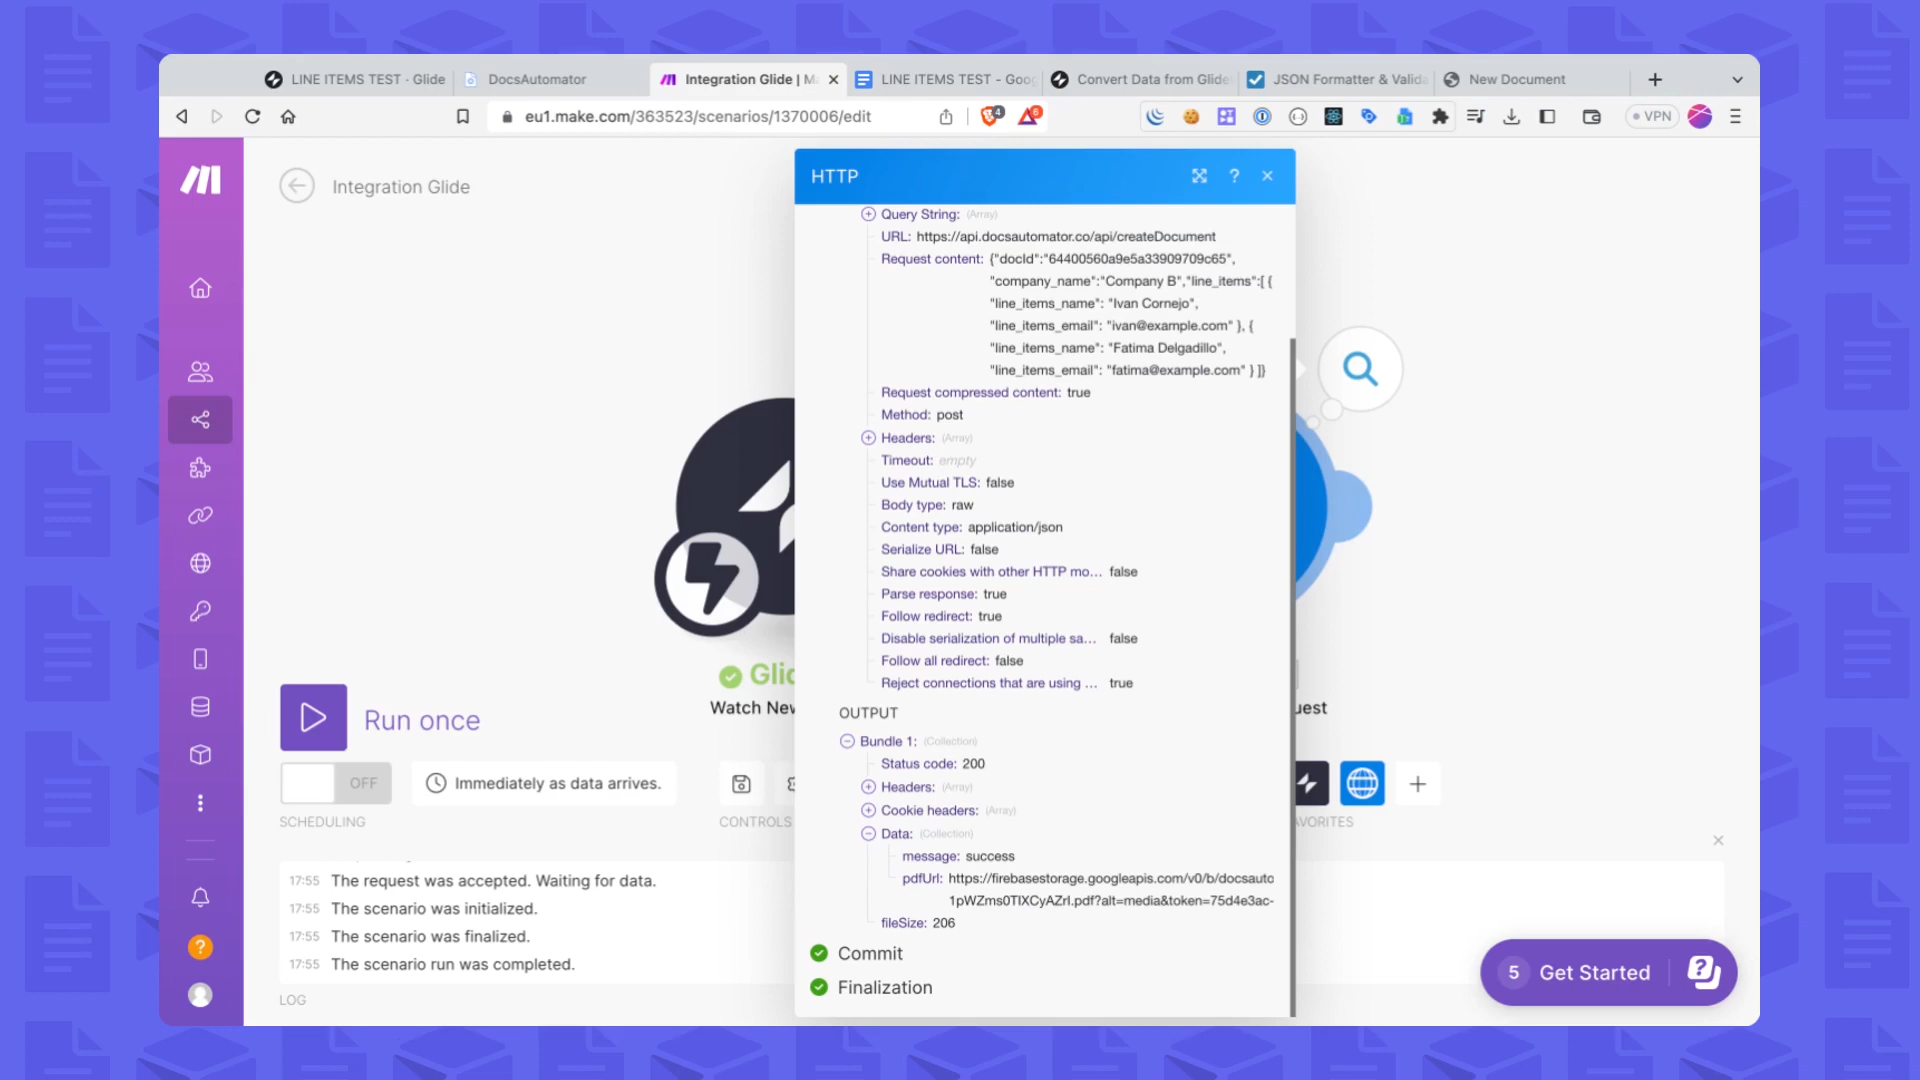 LINE ITEMS TEST · Glide
DocsAutomator
Integration Glide | M
LINE ITEMS TEST - Goog
Convert Data from Glide
JSON Formatter & Valida
New Document
eu1.make.com/363523/scenarios/1370006/edit
4
6
VPN
Integration Glide
HTTP
Query String: (Array)
URL: https://api.docsautomator.co/api/createDocument
Request content: {"docId":"64400560a9e5a33909709c65",
"company_name":"Company B","line_items":[ {
"line_items_name": "Ivan Cornejo",
"line_items_email": "ivan@example.com" }, {
"line_items_name": "Fatima Delgadillo",
"line_items_email": "fatima@example.com" } ]}
Request compressed content: true
Method: post
Headers: (Array)
Timeout: empty
Use Mutual TLS: false
Body type: raw
Content type: application/json
Serialize URL: false
Share cookies with other HTTP mo... false
Parse response: true
Follow redirect: true
Disable serialization of multiple sa... false
Follow all redirect: false
Reject connections that are using ... true
OUTPUT
Bundle 1: (Collection)
Status code: 200
Headers: (Array)
Cookie headers: (Array)
Data: (Collection)
message: success
pdfUrl: https://firebasestorage.googleapis.com/v0/b/docsauto
1pWZms0TlXCyAZrI.pdf?alt=media&token=75d4e3ac-
fileSize: 206
Commit
Finalization
Glid
Watch New
uest
Run once
OFF
Immediately as data arrives.
SCHEDULING
CONTROLS
AVORITES
17:55 The request was accepted. Waiting for data.
17:55 The scenario was initialized.
17:55 The scenario was finalized.
17:55 The scenario run was completed.
LOG
5 Get Started